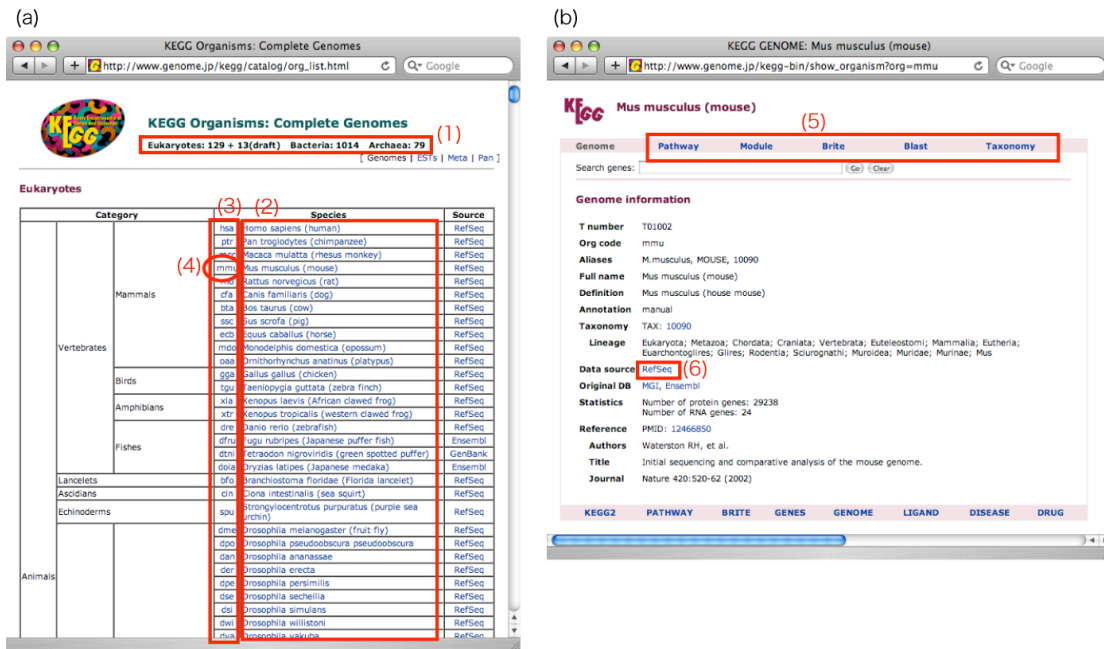 (a)
KEGG Organisms: Complete Genomes
http://www.genome.jp/kegg/catalog/org_list.html
Google
KEGG
KEGG Organisms: Complete Genomes
Eukaryotes: 129 + 13(draft) Bacteria: 1014 Archaea: 79
(1)
[ Genomes | ESTs | Meta | Pan ]
Eukaryotes
(3) (2)
Category Species Source
hsa Homo sapiens (human) RefSeq
ptr Pan troglodytes (chimpanzee) RefSeq
mcc Macaca mulatta (rhesus monkey) RefSeq
(4) mmu Mus musculus (mouse) RefSeq
rno Rattus norvegicus (rat) RefSeq
Mammals cfa Canis familiaris (dog) RefSeq
bta Bos taurus (cow) RefSeq
ssc Sus scrofa (pig) RefSeq
ecb Equus caballus (horse) RefSeq
Vertebrates mdo Monodelphis domestica (opossum) RefSeq
oaa Ornithorhynchus anatinus (platypus) RefSeq
Birds gga Gallus gallus (chicken) RefSeq
tgu Taeniopygia guttata (zebra finch) RefSeq
Amphibians xla Xenopus laevis (African clawed frog) RefSeq
xtr Xenopus tropicalis (western clawed frog) RefSeq
dre Danio rerio (zebrafish) RefSeq
Fishes dfru Fugu rubripes (Japanese puffer fish) Ensembl
dtni Tetraodon nigroviridis (green spotted puffer) GenBank
dola Oryzias latipes (Japanese medaka) Ensembl
Lancelets bfo Branchiostoma floridae (Florida lancelet) RefSeq
Ascidians cin Ciona intestinalis (sea squirt) RefSeq
Echinoderms spu Strongylocentrotus purpuratus (purple sea urchin) RefSeq
dme Drosophila melanogaster (fruit fly) RefSeq
dpo Drosophila pseudoobscura pseudoobscura RefSeq
dan Drosophila ananassae RefSeq
Animals der Drosophila erecta RefSeq
dpe Drosophila persimilis RefSeq
dse Drosophila sechellia RefSeq
dsi Drosophila simulans RefSeq
dwi Drosophila willistoni RefSeq
dya Drosophila yakuba RefSeq
(b)
KEGG GENOME: Mus musculus (mouse)
http://www.genome.jp/kegg-bin/show_organism?org=mmu
Google
KEGG Mus musculus (mouse)
(5)
Genome Pathway Module Brite Blast Taxonomy
Search genes: Go Clear
Genome information
T number T01002
Org code mmu
Aliases M.musculus, MOUSE, 10090
Full name Mus musculus (mouse)
Definition Mus musculus (house mouse)
Annotation manual
Taxonomy TAX: 10090
Lineage Eukaryota; Metazoa; Chordata; Craniata; Vertebrata; Euteleostomi; Mammalia; Eutheria;
Euarchontoglires; Glires; Rodentia; Sciurognathi; Muroidea; Muridae; Murinae; Mus
Data source RefSeq (6)
Original DB MGI, Ensembl
Statistics Number of protein genes: 29238
Number of RNA genes: 24
Reference PMID: 12466850
Authors Waterston RH, et al.
Title Initial sequencing and comparative analysis of the mouse genome.
Journal Nature 420:520-62 (2002)
KEGG2 PATHWAY BRITE GENES GENOME LIGAND DISEASE DRUG